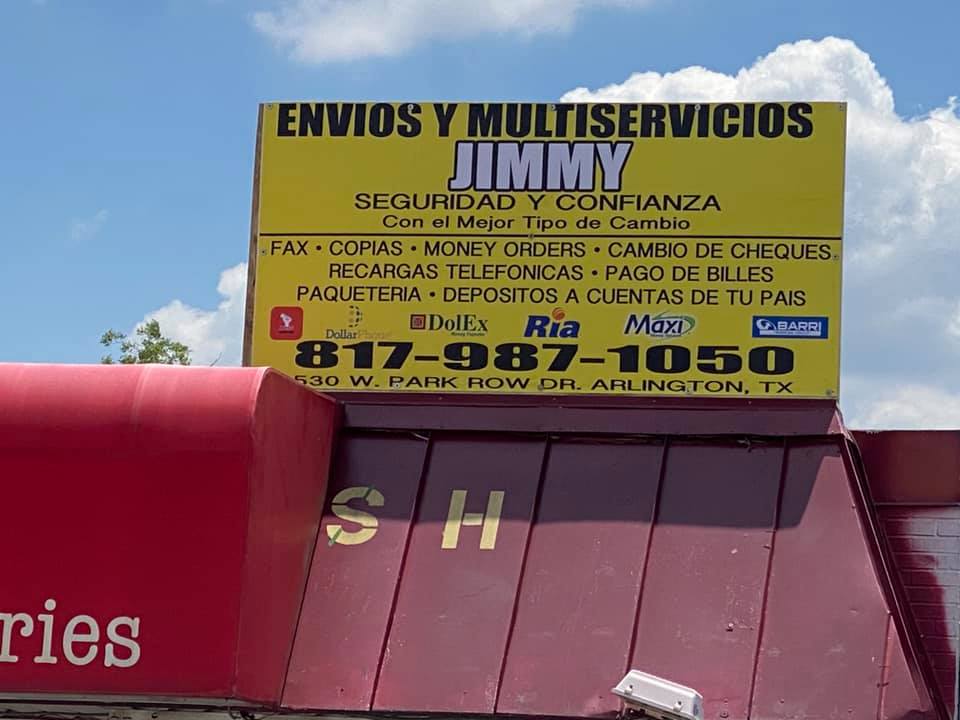 ENVIOS Y MULTISERVICIOS
JIMMY
SEGURIDAD Y CONFIANZA
Con el Mejor Tipo de Cambio
FAX • COPIAS • MONEY ORDERS • CAMBIO DE CHEQUES
RECARGAS TELEFONICAS • PAGO DE BILLES
PAQUETERIA • DEPOSITOS A CUENTAS DE TU PAIS
DollarPhone DolEx Ria Maxi BARRI
817-987-1050
530 W. PARK ROW DR. ARLINGTON, TX
S H
ries